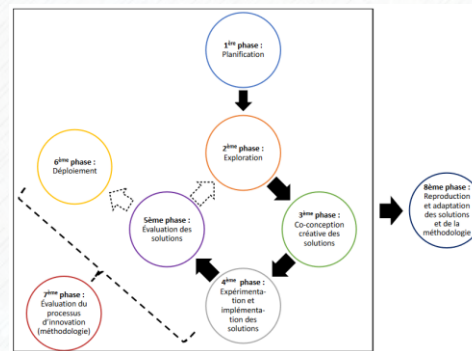 1ère phase :
Planification
2ème phase :
Exploration
3ème phase :
Co-conception
créative des
solutions
4ème phase :
Expérimenta-
tion et
implémenta-
tion des
solutions
5ème phase :
Évaluation des
solutions
6ème phase :
Déploiement
7ème phase :
Évaluation du
processus
d'innovation
(méthodologie)
8ème phase :
Reproduction
et adaptation
des solutions
et de la
méthodologie